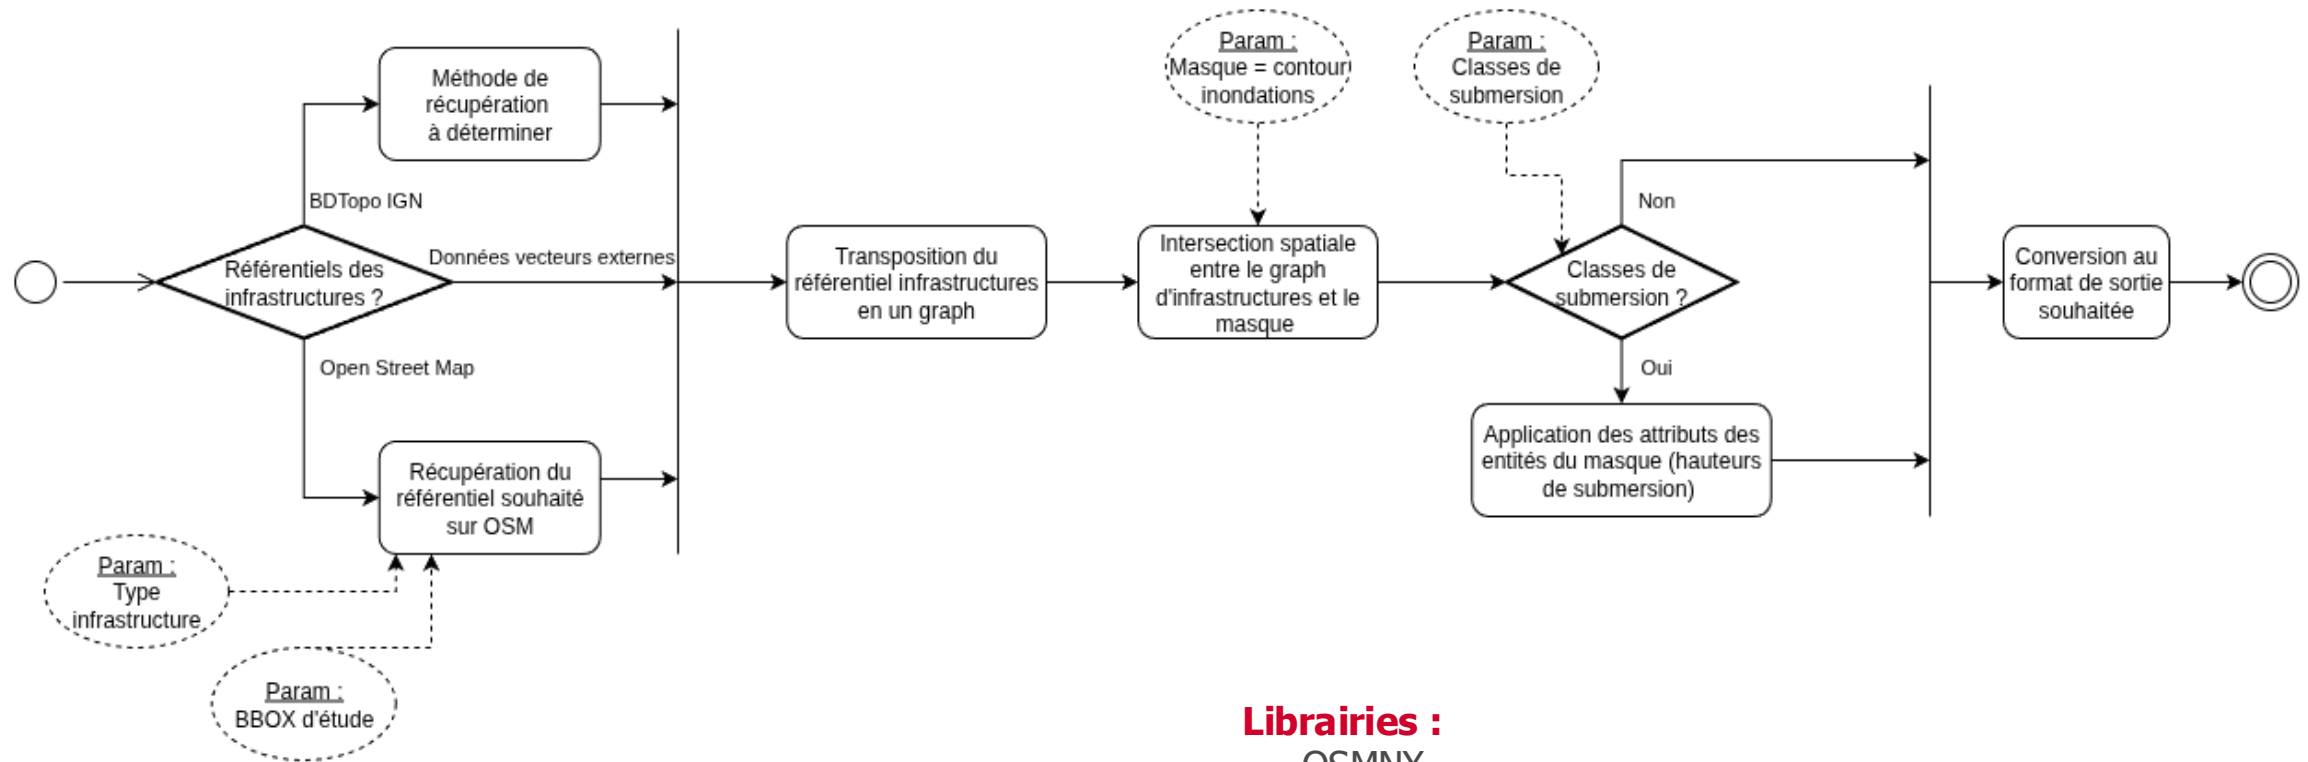 Méthode de
récupération
à déterminer
BDTopo IGN
Données vecteurs externes
Référentiels des
infrastructures ?
Open Street Map
Récupération du
référentiel souhaité
sur OSM
Param :
Type
infrastructure
Param :
BBOX d'étude
Transposition du
référentiel infrastructures
en un graph
Param :
Masque = contour
inondations
Intersection spatiale
entre le graph
d'infrastructures et le
masque
Param :
Classes de
submersion
Classes de
submersion ?
Non
Oui
Application des attributs des
entités du masque (hauteurs
de submersion)
Conversion au
format de sortie
souhaitée
Librairies :
OSMNX